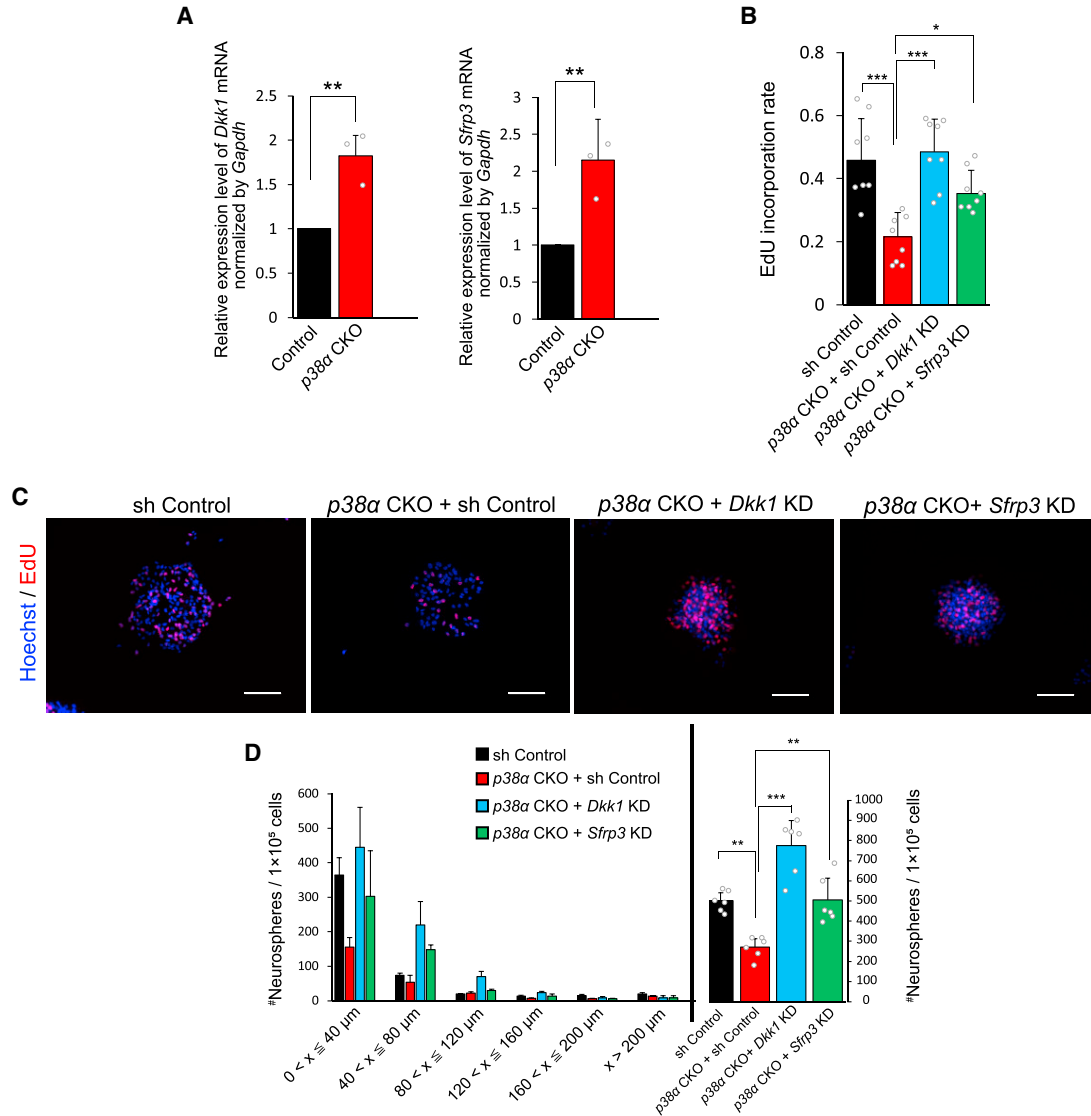 A
Relative expression level of Dkk1 mRNA
normalized by Gapdh
2.5
2
1.5
1
0.5
0
**
Control
p38α CKO
Relative expression level of Sfrp3 mRNA
normalized by Gapdh
3
2.5
2
1.5
1
0.5
0
**
Control
p38α CKO
B
EdU incorporation rate
0.8
0.6
0.4
0.2
0
***
***
*
sh Control
p38α CKO + sh Control
p38α CKO + Dkk1 KD
p38α CKO + Sfrp3 KD
C
Hoechst / EdU
sh Control
p38α CKO + sh Control
p38α CKO + Dkk1 KD
p38α CKO+ Sfrp3 KD
D
sh Control
p38α CKO + sh Control
p38α CKO + Dkk1 KD
p38α CKO + Sfrp3 KD
#Neurospheres / 1×10⁵ cells
600
500
400
300
200
100
0
0 < x ≦ 40 µm
40 < x ≦ 80 µm
80 < x ≦ 120 µm
120 < x ≦ 160 µm
160 < x ≦ 200 µm
x > 200 µm
**
***
**
1000
900
800
700
600
500
400
300
200
100
0
#Neurospheres / 1×10⁵ cells
sh Control
p38α CKO + sh Control
p38α CKO+ Dkk1 KD
p38α CKO + Sfrp3 KD